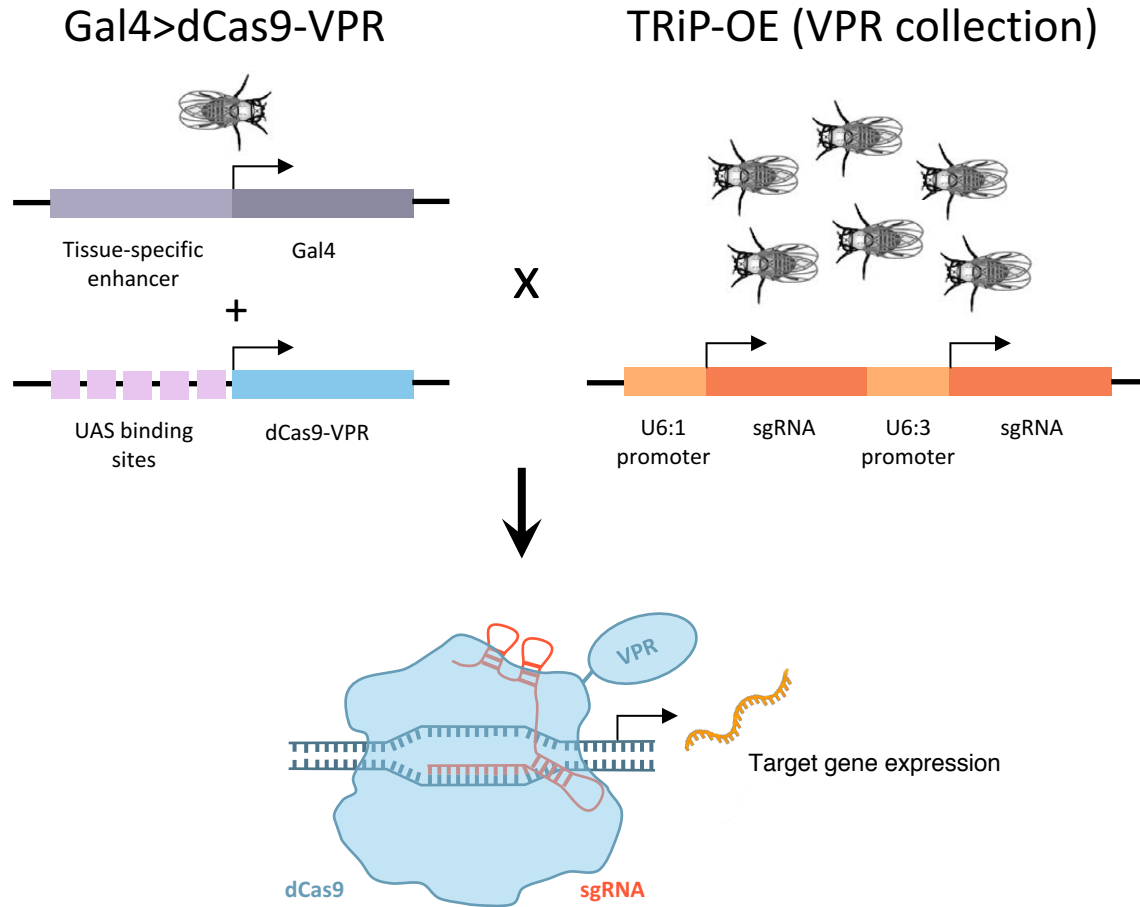 Gal4>dCas9-VPR
TRiP-OE (VPR collection)
Tissue-specific
enhancer
Gal4
+
X
UAS binding
sites
dCas9-VPR
U6:1
promoter
sgRNA
U6:3
promoter
sgRNA
VPR
Target gene expression
dCas9
sgRNA